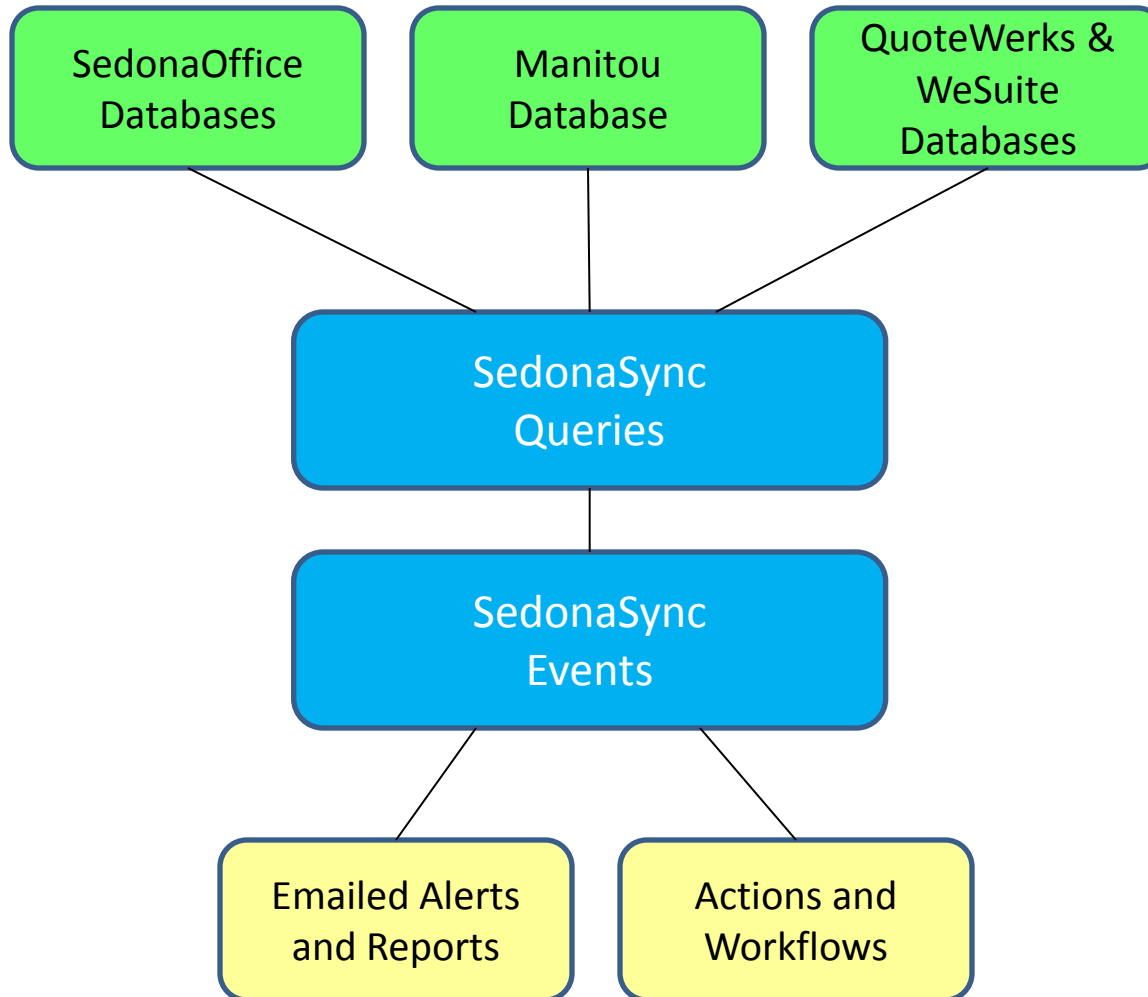 SedonaOffice
Databases
Manitou
Database
QuoteWerks &
WeSuite
Databases
SedonaSync
Queries
SedonaSync
Events
Emailed Alerts
and Reports
Actions and
Workflows